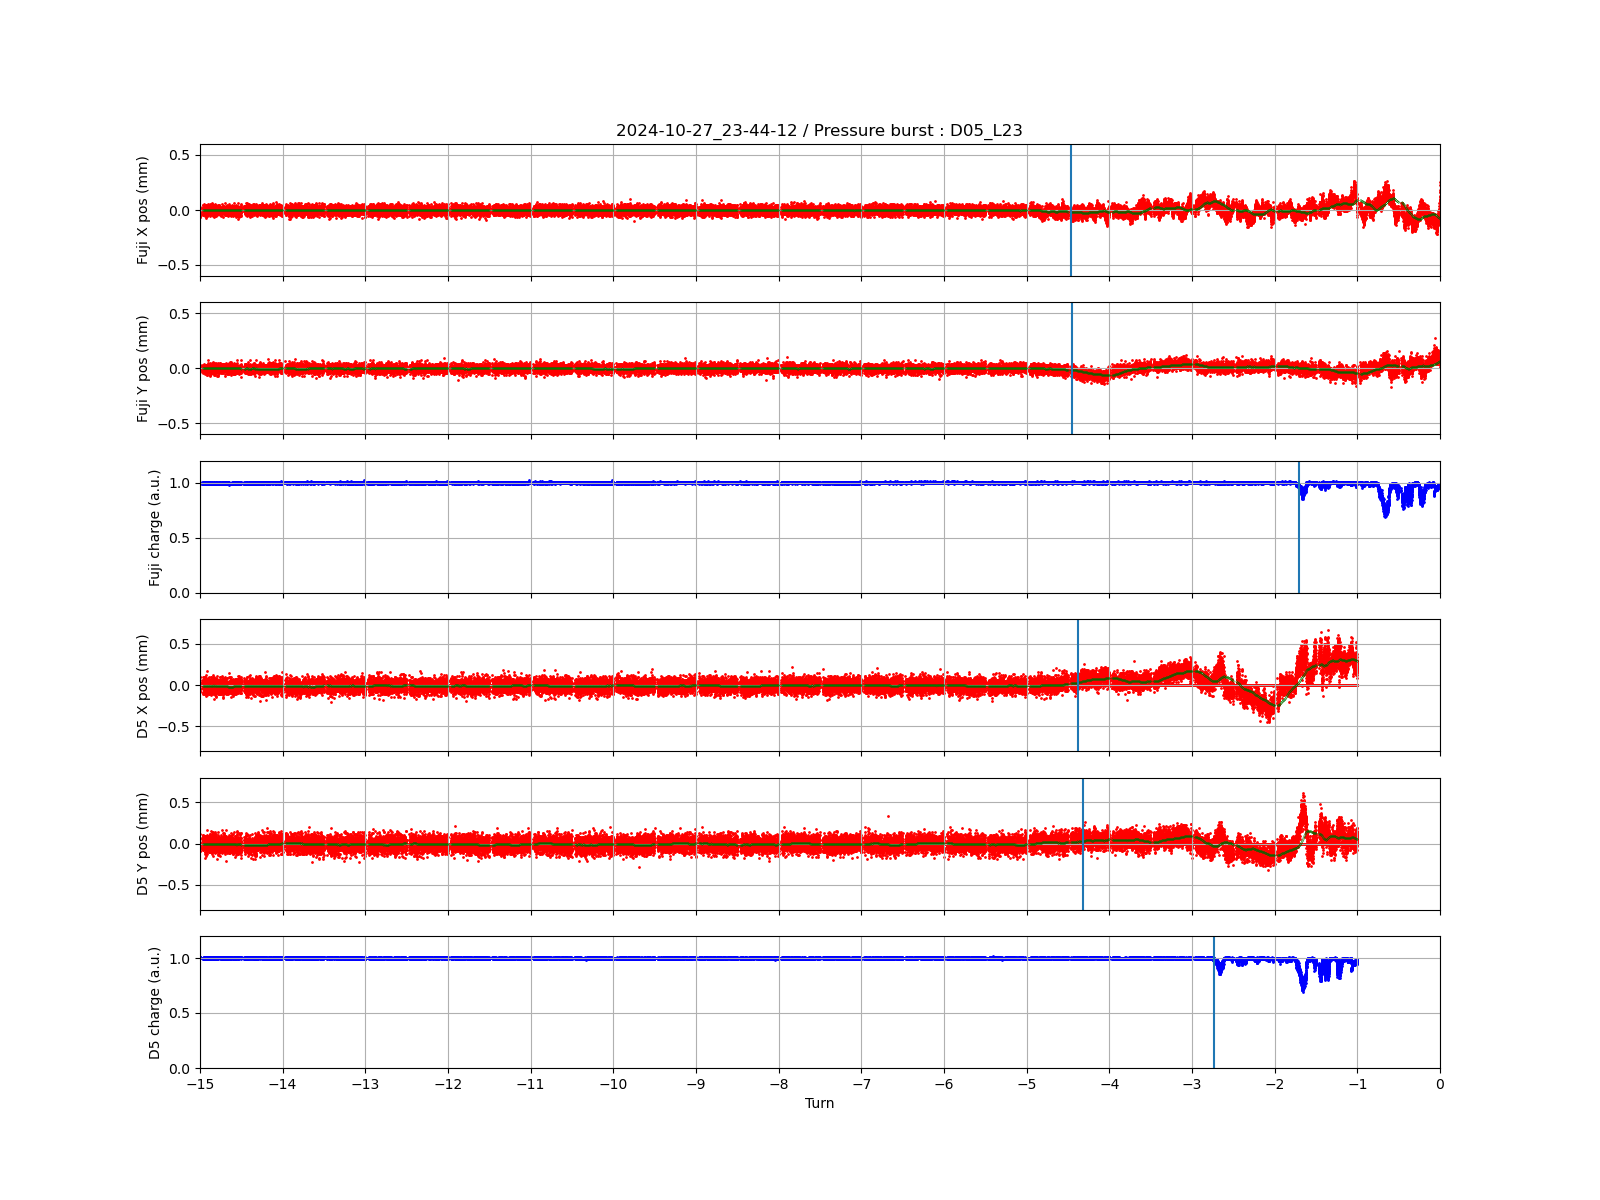 2024-10-27_23-44-12 / Pressure burst : D05_L23
Fuji X pos (mm)
0.5
0.0
−0.5
Fuji Y pos (mm)
0.5
0.0
−0.5
Fuji charge (a.u.)
1.0
0.5
0.0
D5 X pos (mm)
0.5
0.0
−0.5
D5 Y pos (mm)
0.5
0.0
−0.5
D5 charge (a.u.)
1.0
0.5
0.0
−15 −14 −13 −12 −11 −10 −9 −8 −7 −6 −5 −4 −3 −2 −1 0
Turn